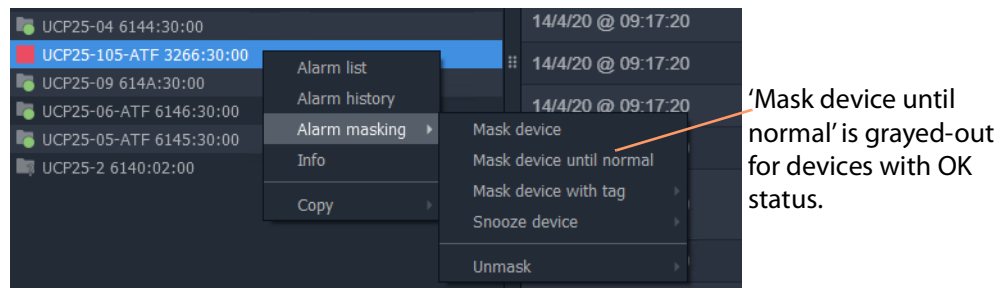 UCP25-04 6144:30:00
UCP25-105-ATF 3266:30:00
UCP25-09 614A:30:00
UCP25-06-ATF 6146:30:00
UCP25-05-ATF 6145:30:00
UCP25-2 6140:02:00
Alarm list
Alarm history
Alarm masking
Info
Copy
14/4/20 @ 09:17:20
14/4/20 @ 09:17:20
14/4/20 @ 09:17:20
Mask device
Mask device until normal
Mask device with tag
Snooze device
Unmask
‘Mask device until
normal’ is grayed-out
for devices with OK
status.